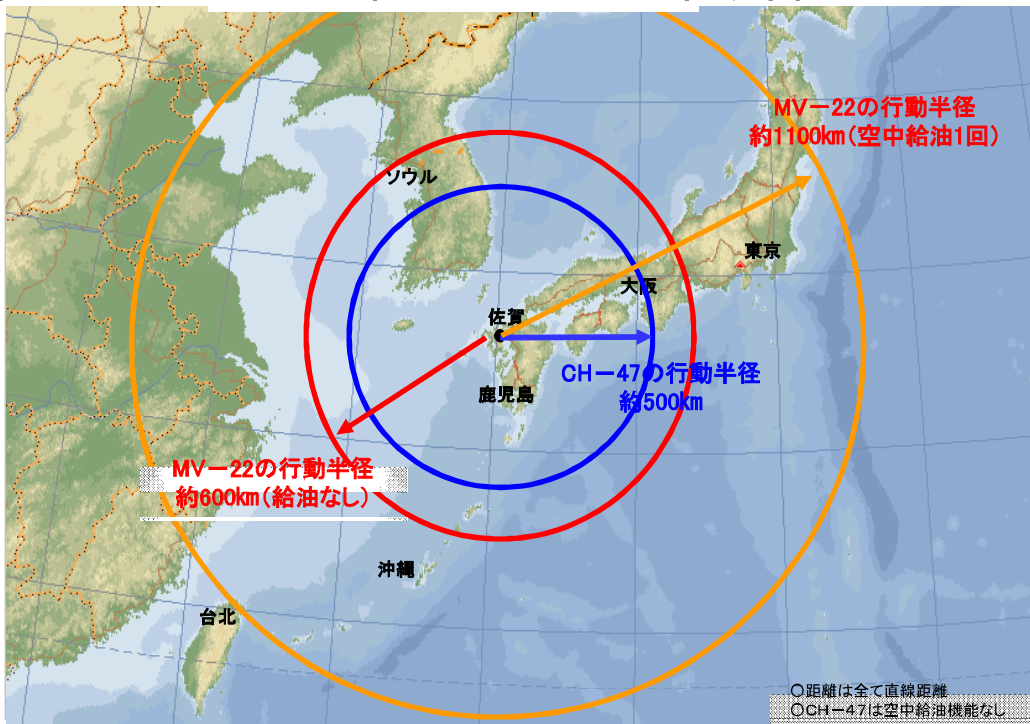 MV－22の行動半径
約1100km（空中給油1回）
ソウル
東京
大阪
佐賀
CH－47の行動半径
約500km
鹿児島
MV－22の行動半径
約600km（給油なし）
沖縄
台北
○距離は全て直線距離
○CH－47は空中給油機能なし